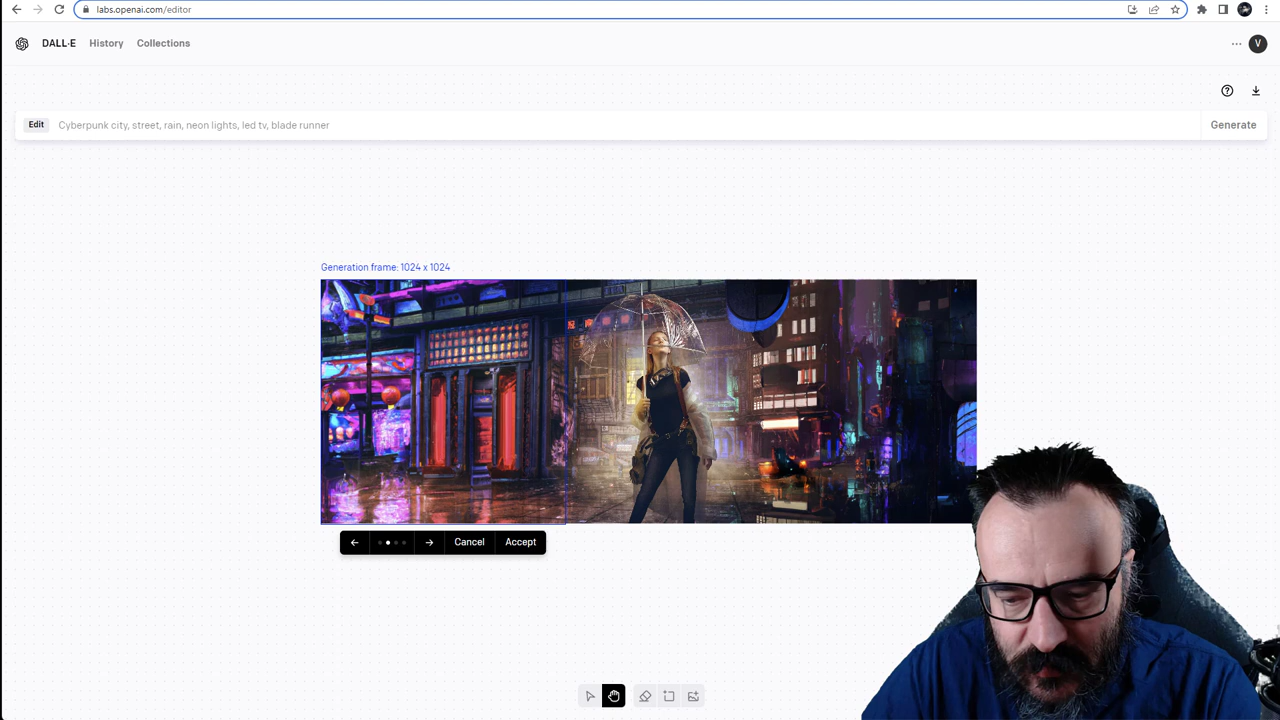 labs.openai.com/editor
DALL·E History Collections
V
Edit Cyberpunk city, street, rain, neon lights, led tv, blade runner Generate
Generation frame: 1024 x 1024
Cancel Accept